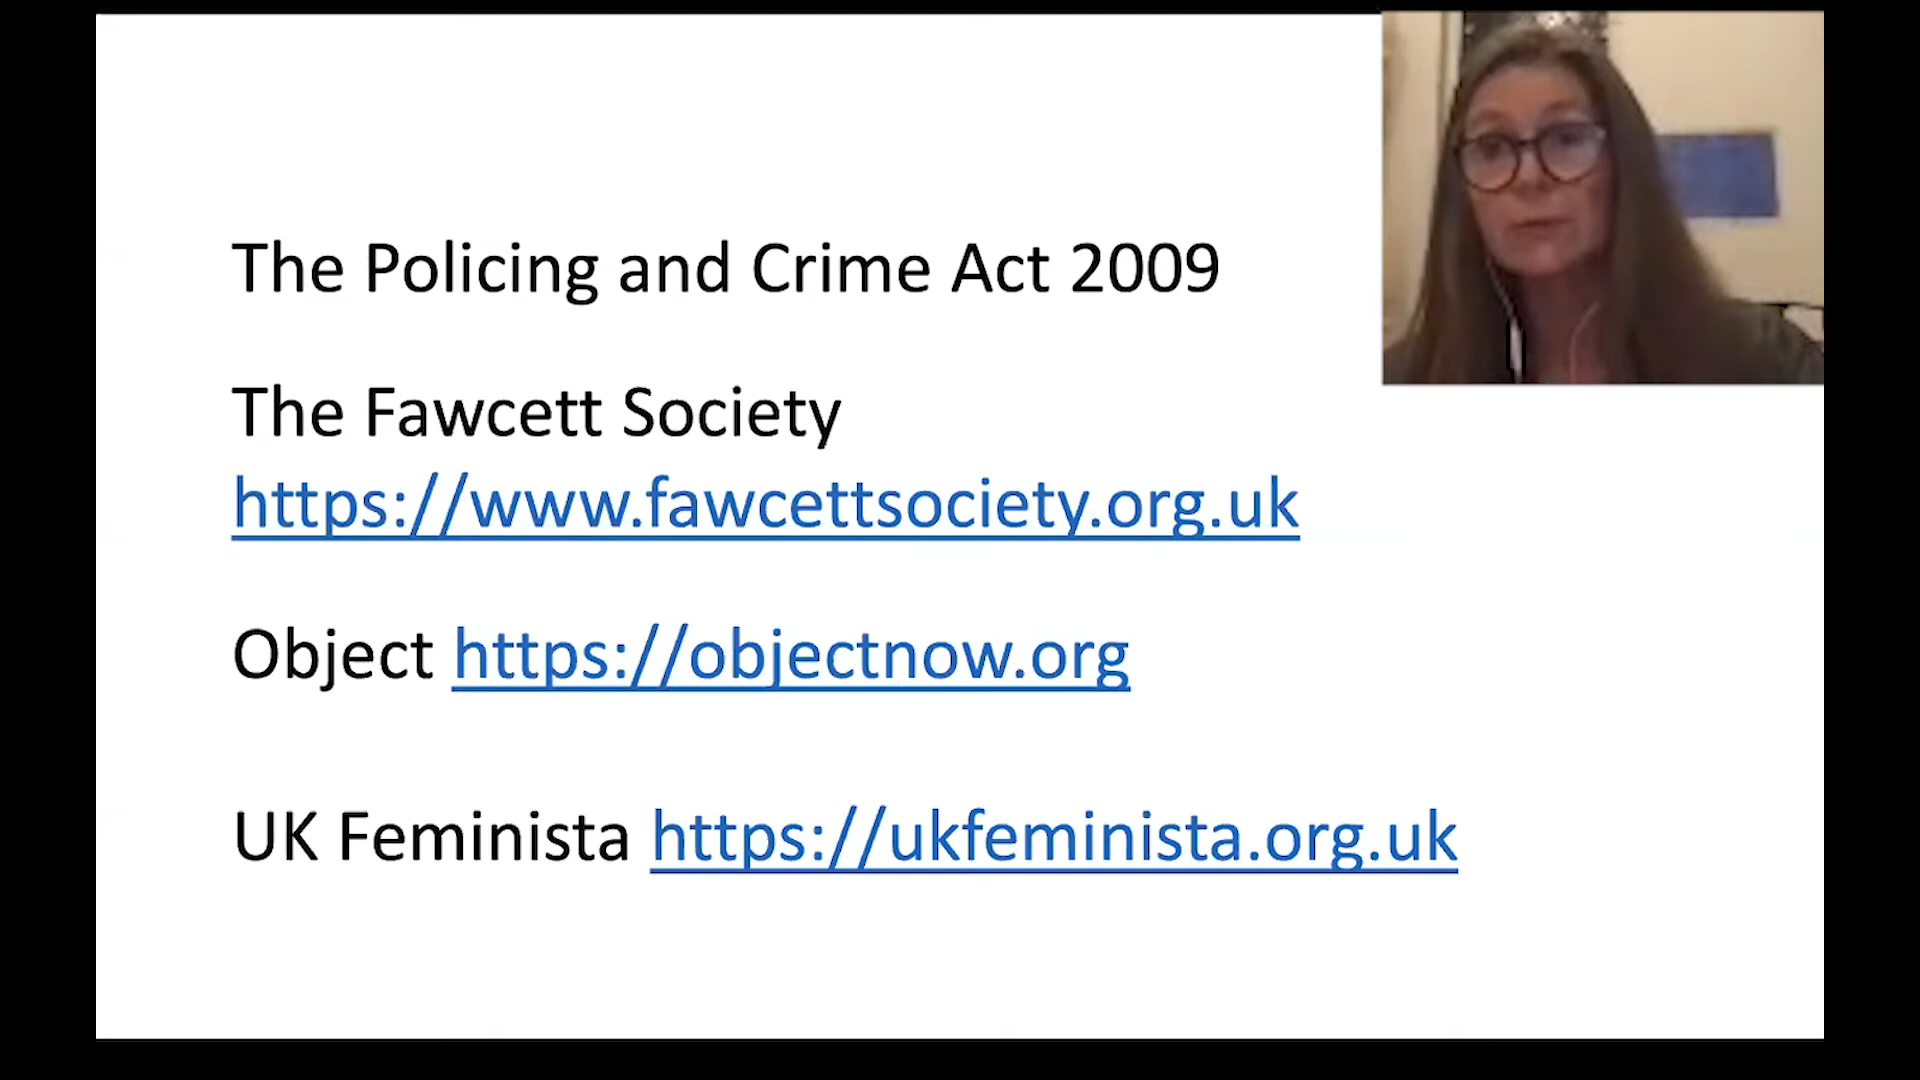 The Policing and Crime Act 2009
The Fawcett Society
https://www.fawcettsociety.org.uk
Object https://objectnow.org
UK Feminista https://ukfeminista.org.uk